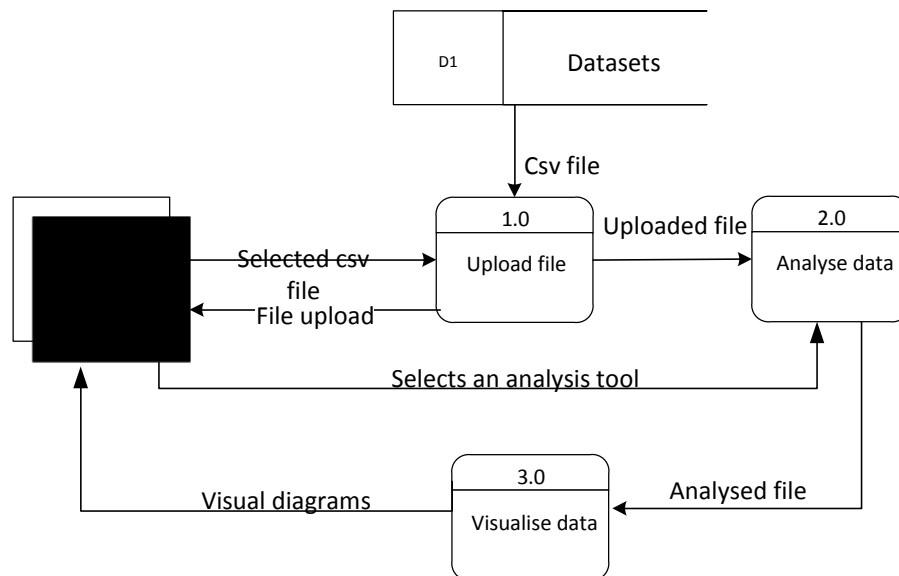 D1
Datasets
Csv file
1.0
Upload file
Uploaded file
2.0
Analyse data
Selected csv
file
File upload
Selects an analysis tool
3.0
Visualise data
Analysed file
Visual diagrams